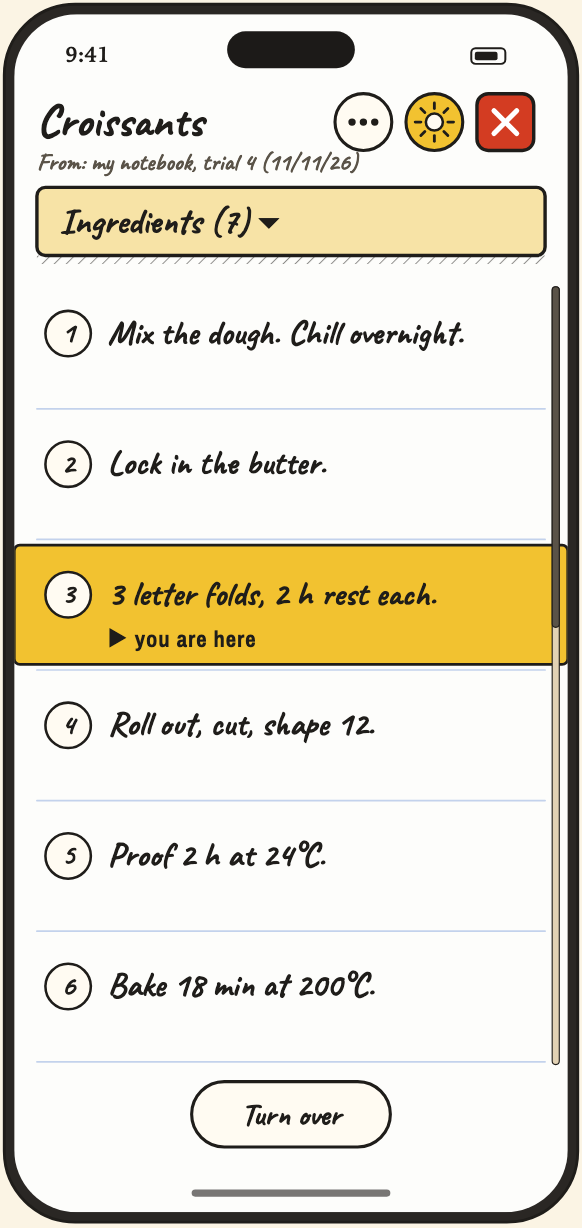 9:41
Croissants
From: my notebook, trial 4 (11/11/26)
Ingredients (7)
1 Mix the dough. Chill overnight.
2 Lock in the butter.
3 3 letter folds, 2 h rest each.
you are here
4 Roll out, cut, shape 12.
5 Proof 2 h at 24°C.
6 Bake 18 min at 200°C.
Turn over